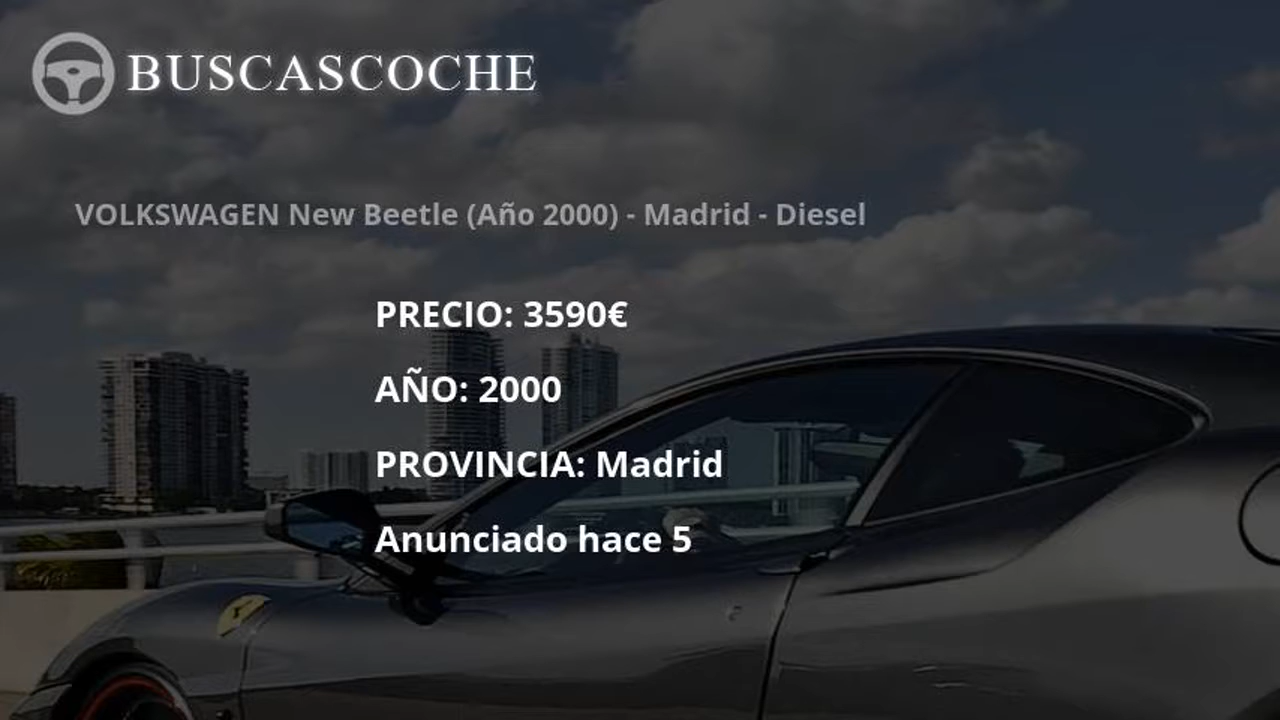 BUSCASCOCHE
VOLKSWAGEN New Beetle (Año 2000) - Madrid - Diesel
PRECIO: 3590€
AÑO: 2000
PROVINCIA: Madrid
Anunciado hace 5